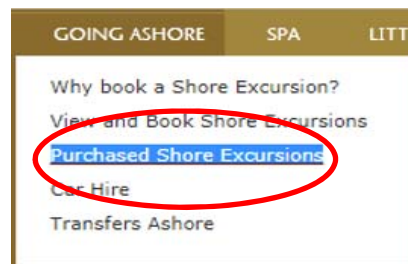 GOING ASHORE SPA LITT
Why book a Shore Excursion?
View and Book Shore Excursions
Purchased Shore Excursions
Car Hire
Transfers Ashore